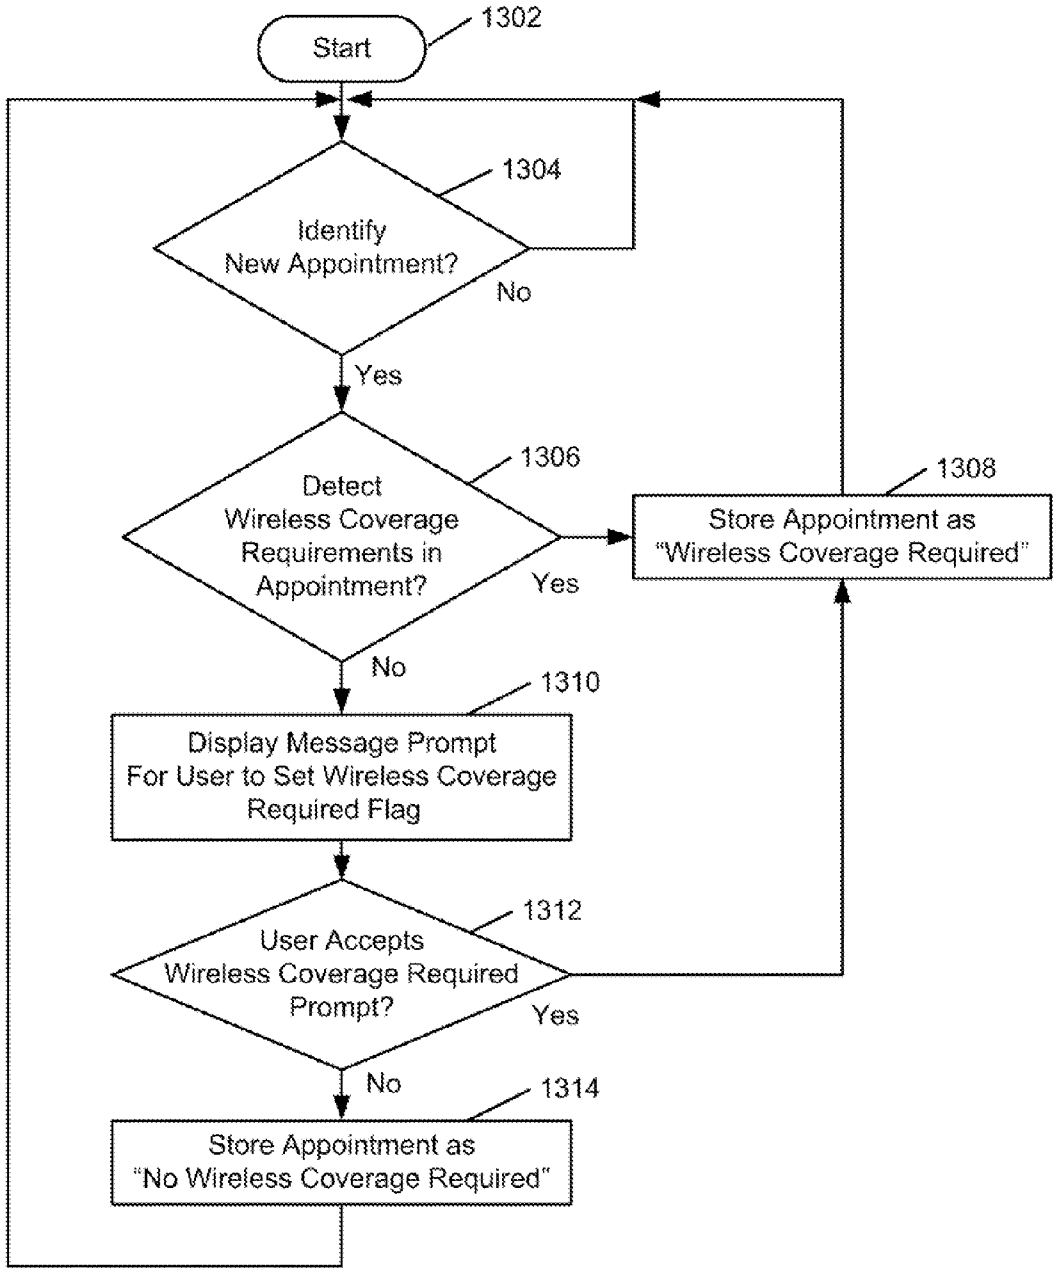 Start
1302
1304
Identify
New Appointment?
No
Yes
1306
Detect
Wireless Coverage
Requirements in
Appointment?
Yes
1308
Store Appointment as
“Wireless Coverage Required”
No
1310
Display Message Prompt
For User to Set Wireless Coverage
Required Flag
1312
User Accepts
Wireless Coverage Required
Prompt?
Yes
No
1314
Store Appointment as
“No Wireless Coverage Required”